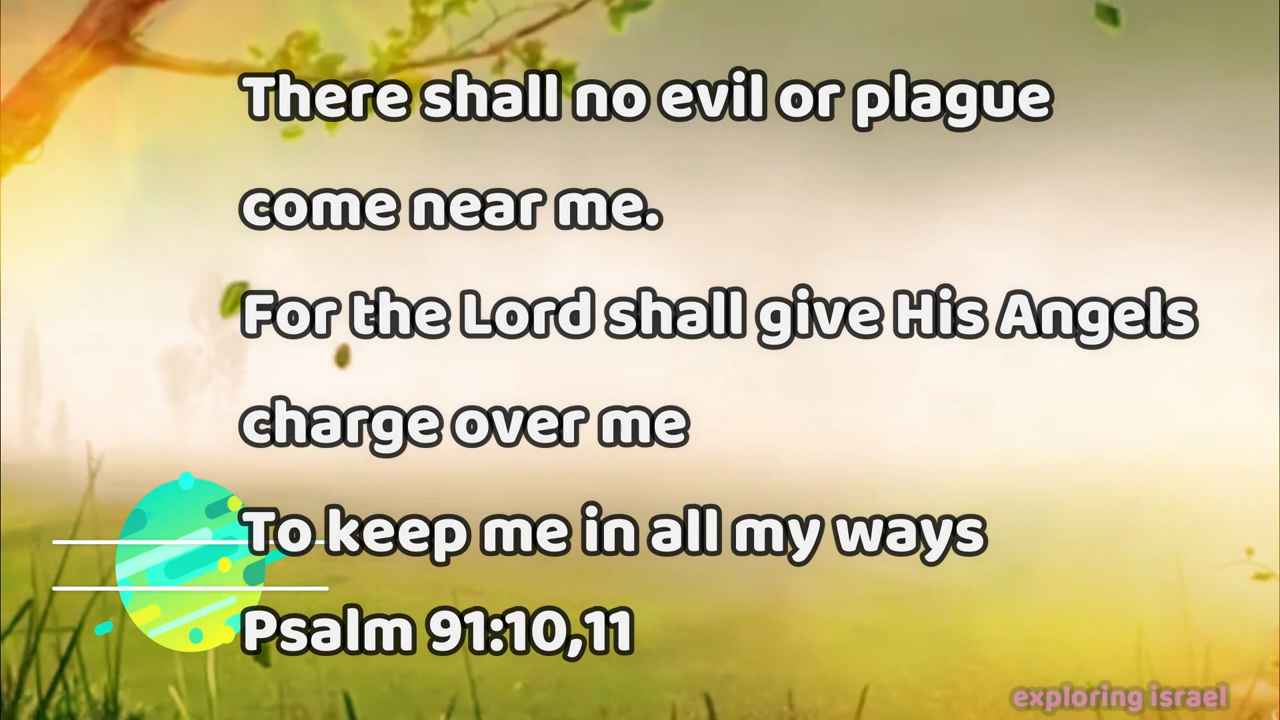 There shall no evil or plague
come near me.
For the Lord shall give His Angels
charge over me
To keep me in all my ways
Psalm 91:10,11
exploring israel